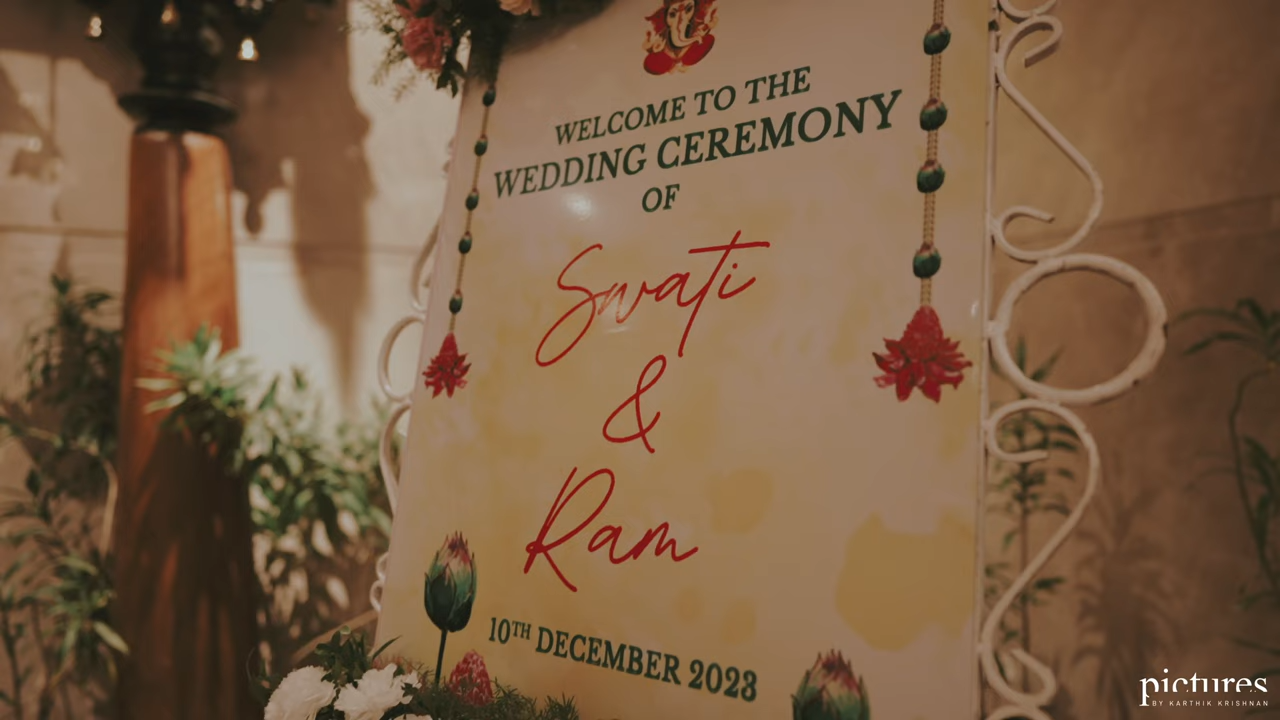 WELCOME TO THE
WEDDING CEREMONY
OF
Swati
&
Ram
10TH DECEMBER 2023
pictures
BY KARTHIK KRISHNAN